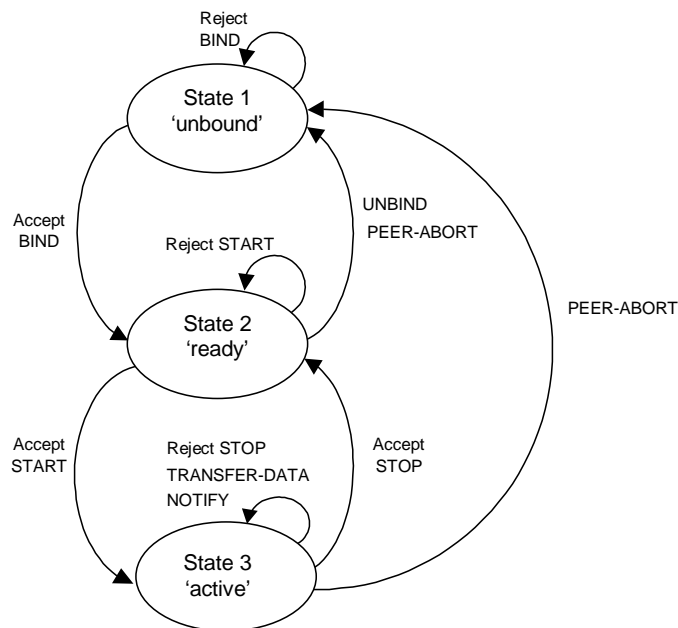 Reject
BIND
State 1
‘unbound’
Accept
BIND
UNBIND
PEER-ABORT
Reject START
PEER-ABORT
State 2
‘ready’
Accept
START
Reject STOP
TRANSFER-DATA
NOTIFY
Accept
STOP
State 3
‘active’